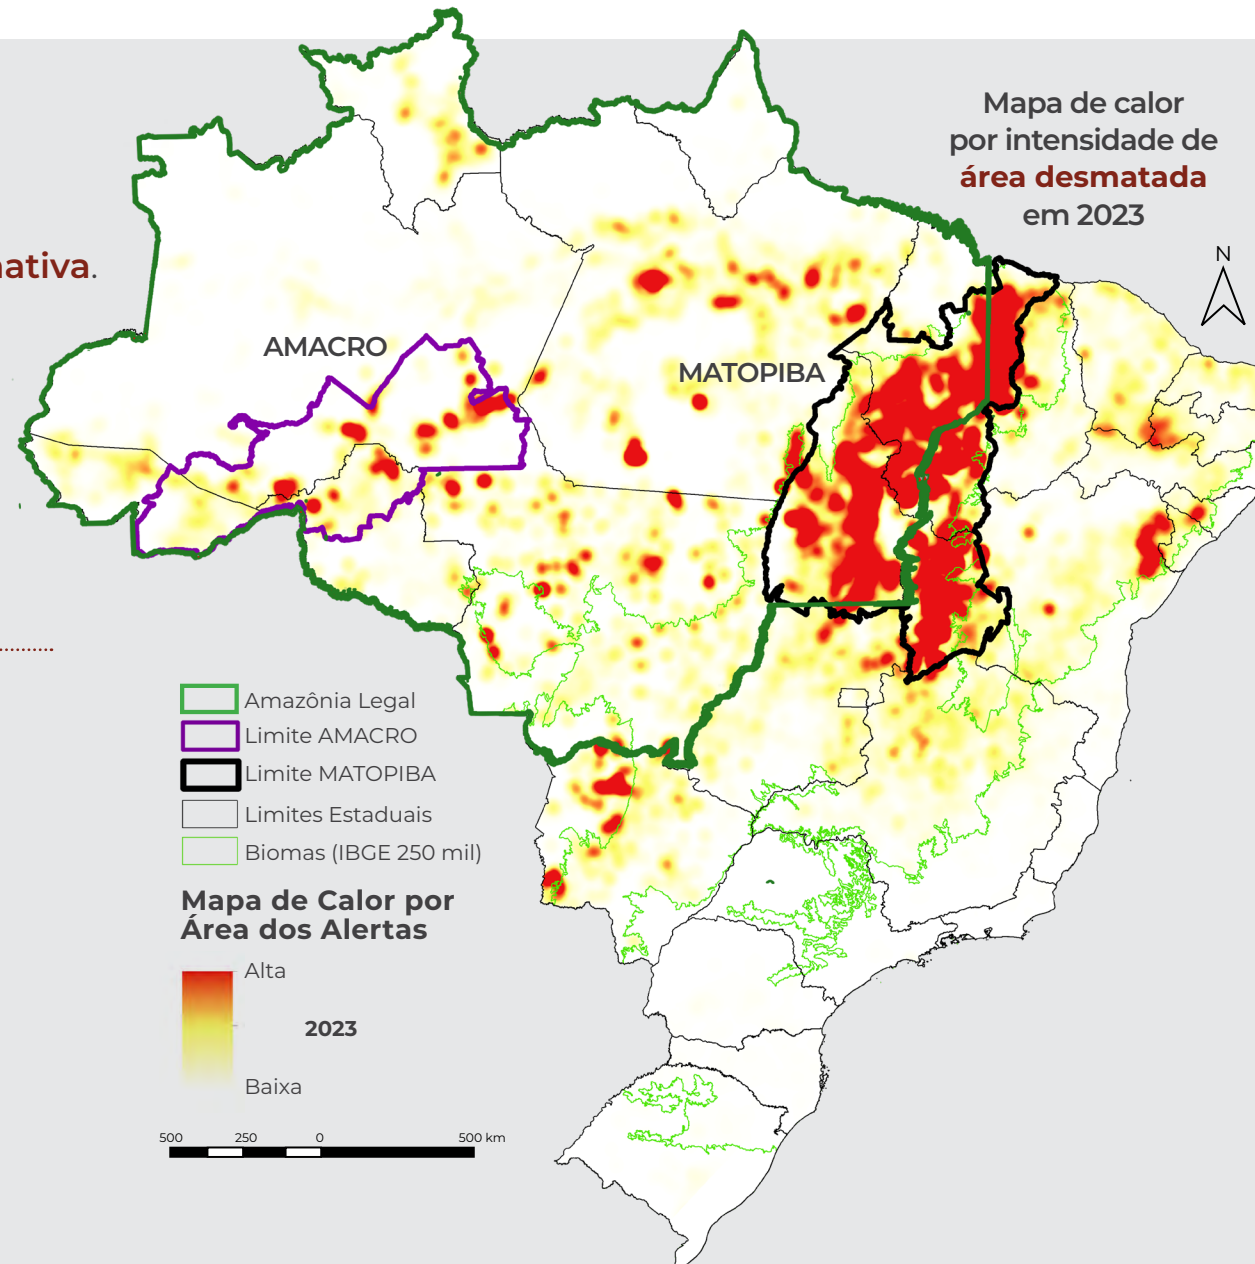 Mapa de calor
por intensidade de
área desmatada
em 2023
N
nativa.
AMACRO
MATOPIBA
Amazônia Legal
Limite AMACRO
Limite MATOPIBA
Limites Estaduais
Biomas (IBGE 250 mil)
Mapa de Calor por
Área dos Alertas
Alta
2023
Baixa
500 250 0 500 km